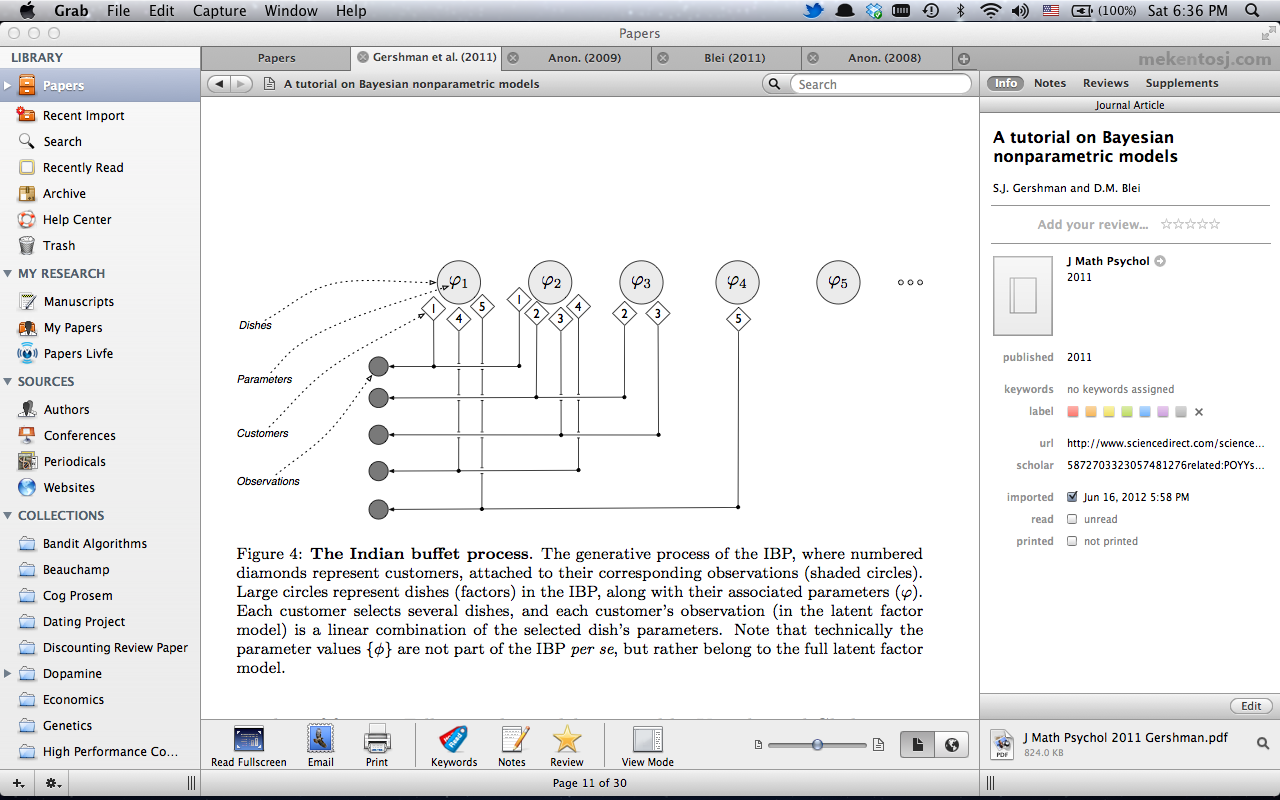 Grab File Edit Capture Window Help (100%) Sat 6:36 PM
Papers
LIBRARY
Papers
Recent Import
Search
Recently Read
Archive
Help Center
Trash
MY RESEARCH
Manuscripts
My Papers
Papers Livfe
SOURCES
Authors
Conferences
Periodicals
Websites
COLLECTIONS
Bandit Algorithms
Beauchamp
Cog Prosem
Dating Project
Discounting Review Paper
Dopamine
Economics
Genetics
High Performance Co...
Papers Gershman et al. (2011) Anon. (2009) Blei (2011) Anon. (2008)
mekentosj.com
A tutorial on Bayesian nonparametric models
Search
φ1 φ2 φ3 φ4 φ5
1 4 5 1 2 3 4 2 3 5
Dishes
Parameters
Customers
Observations
Figure 4: The Indian buffet process. The generative process of the IBP, where numbered
diamonds represent customers, attached to their corresponding observations (shaded circles).
Large circles represent dishes (factors) in the IBP, along with their associated parameters (φ).
Each customer selects several dishes, and each customer's observation (in the latent factor
model) is a linear combination of the selected dish's parameters. Note that technically the
parameter values {ϕ} are not part of the IBP per se, but rather belong to the full latent factor
model.
Read Fullscreen Email Print Keywords Notes Review View Mode
Page 11 of 30
Info Notes Reviews Supplements
Journal Article
A tutorial on Bayesian
nonparametric models
S.J. Gershman and D.M. Blei
Add your review...
J Math Psychol
2011
published 2011
keywords no keywords assigned
label
url http://www.sciencedirect.com/science...
scholar 5872703323057481276related:POYYs...
imported Jun 16, 2012 5:58 PM
read unread
printed not printed
Edit
PDF
J Math Psychol 2011 Gershman.pdf
824.0 KB